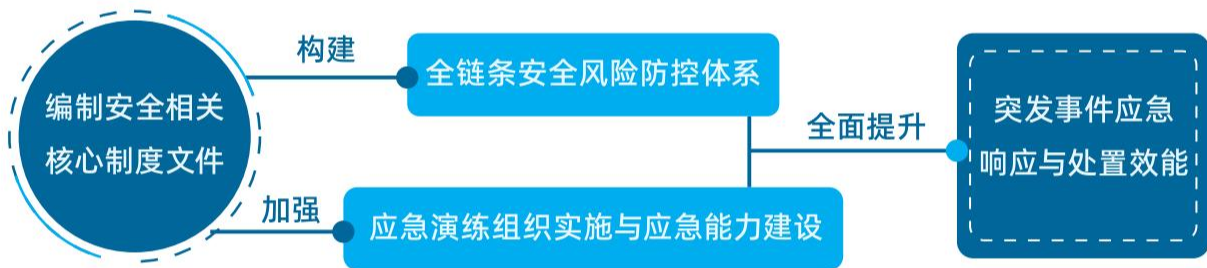 编制安全相关
核心制度文件
构建
全链条安全风险防控体系
加强
应急演练组织实施与应急能力建设
全面提升
突发事件应急
响应与处置效能